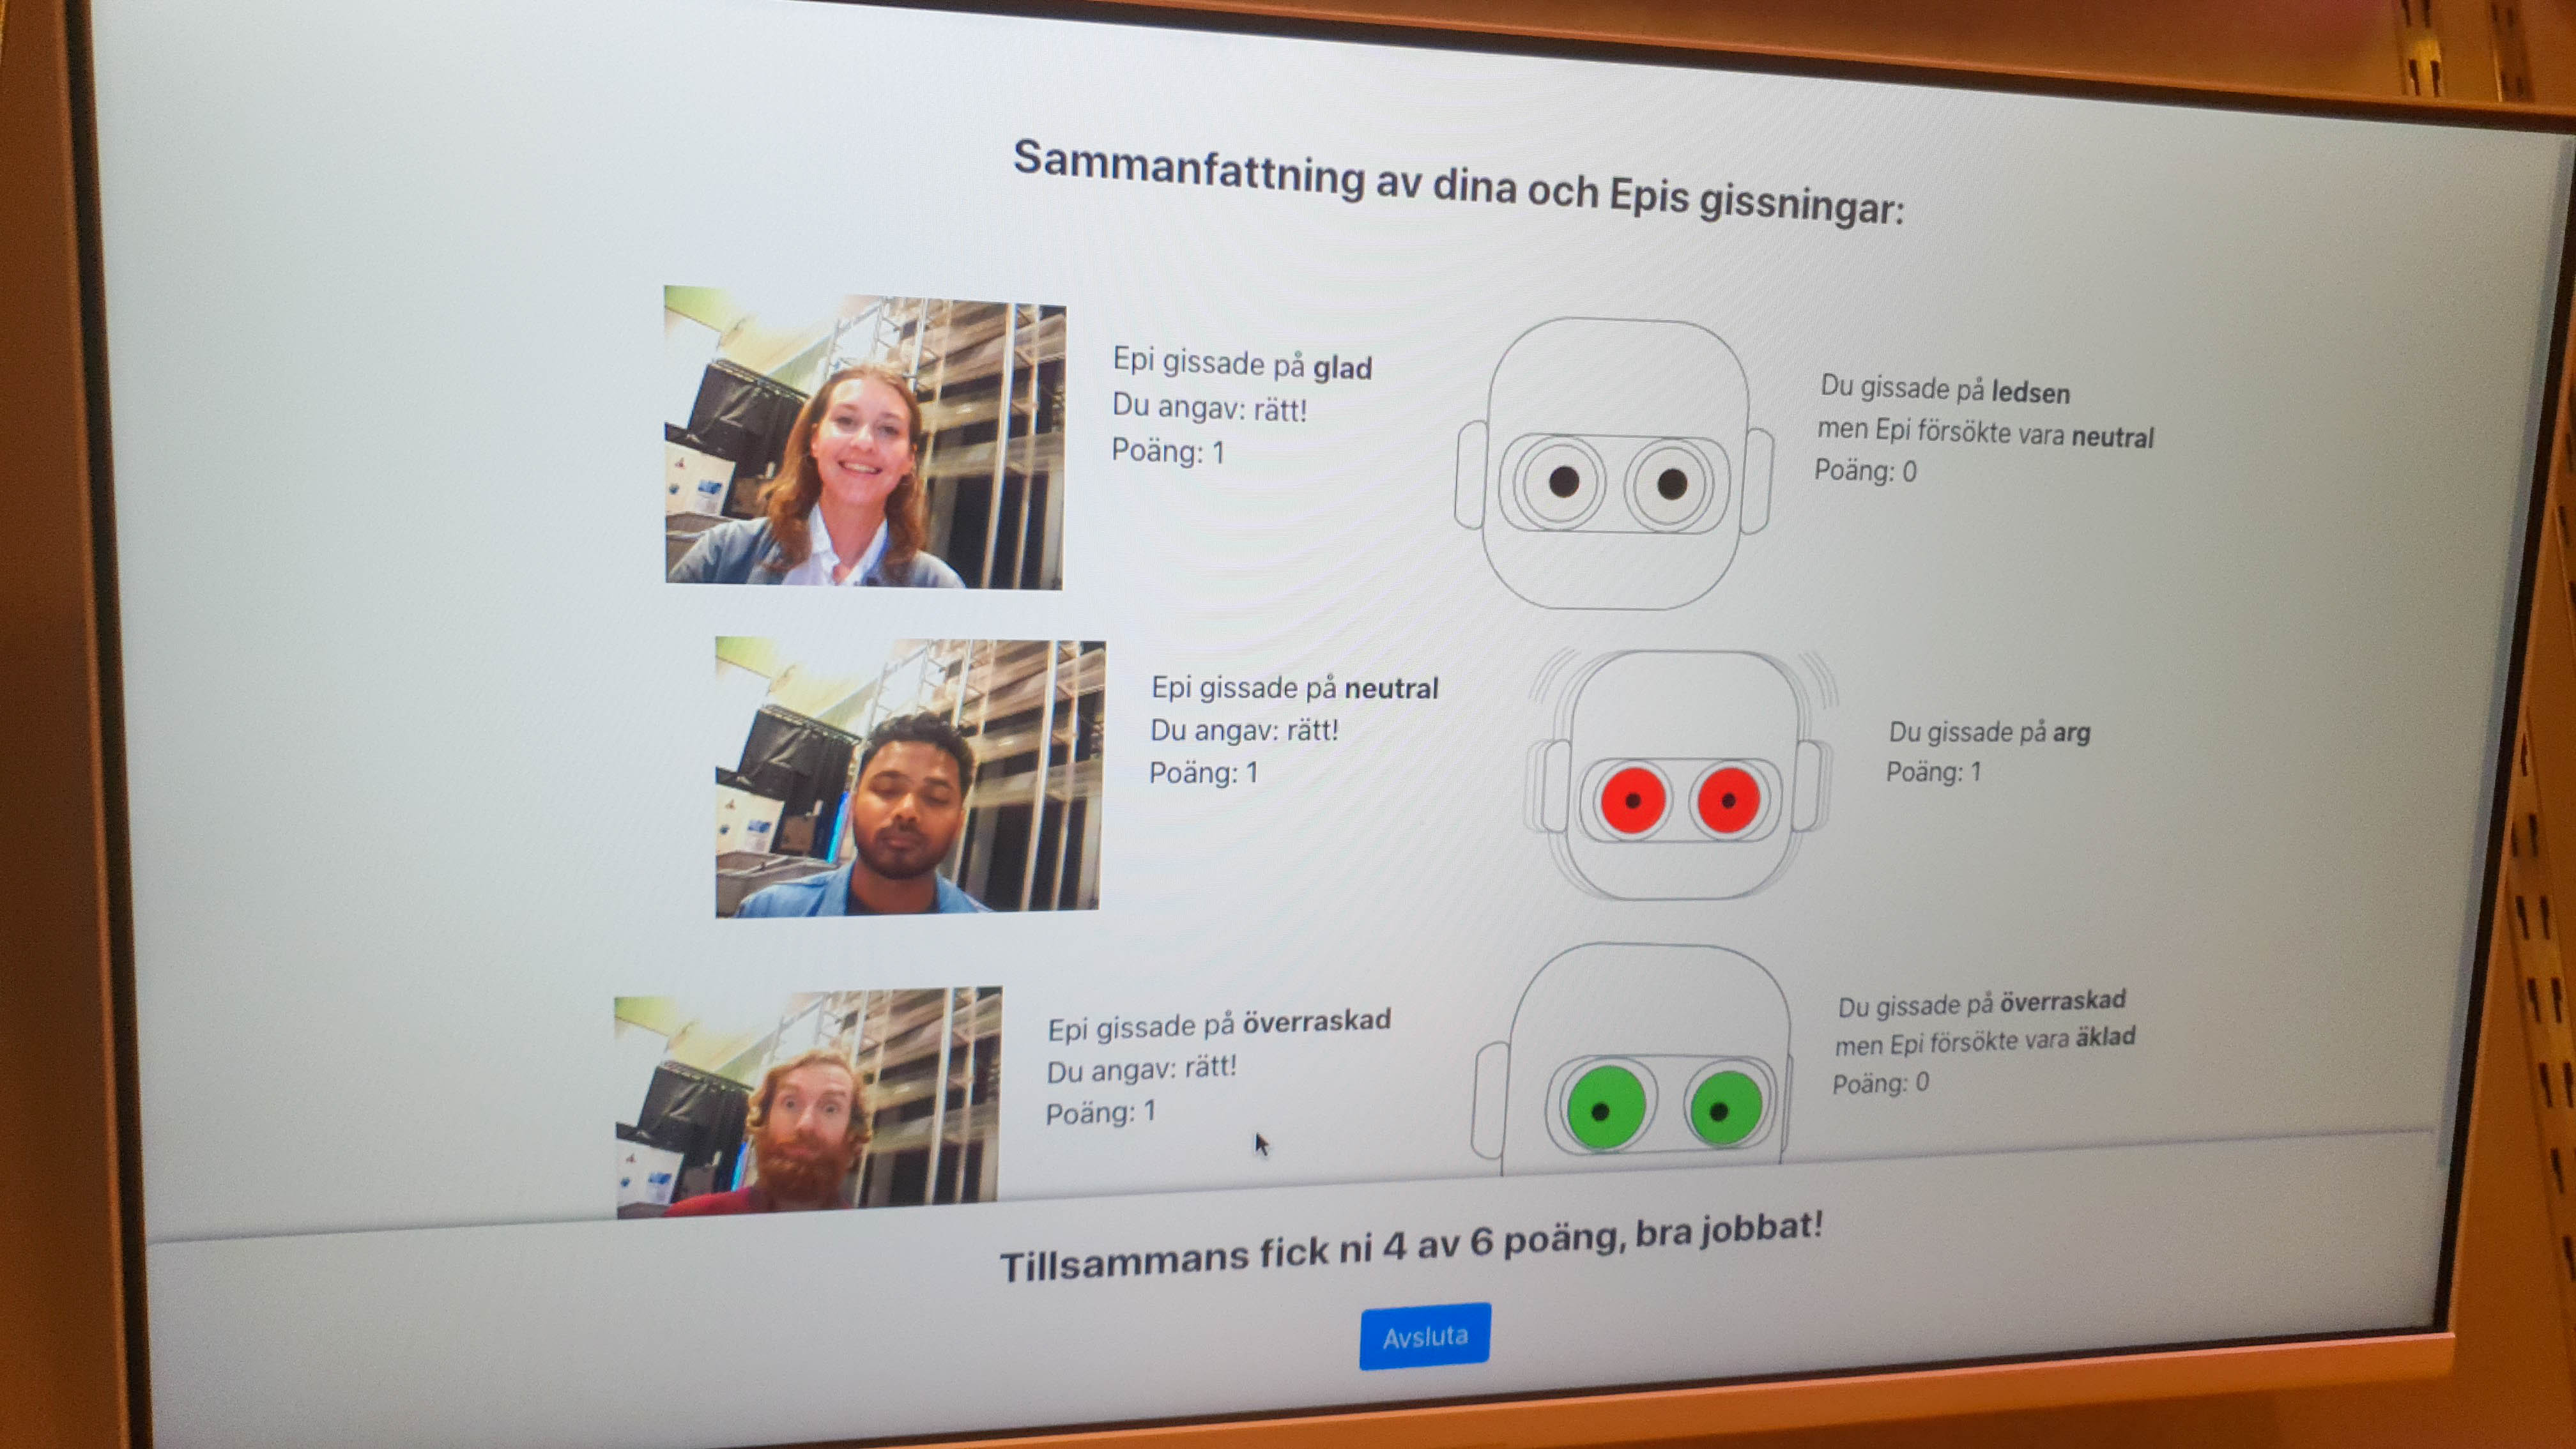 Sammanfattning av dina och Epis gissningar:
Epi gissade på glad
Du angav: rätt!
Poäng: 1
Du gissade på ledsen
men Epi försökte vara neutral
Poäng: 0
Epi gissade på neutral
Du angav: rätt!
Poäng: 1
Du gissade på arg
Poäng: 1
Epi gissade på överraskad
Du angav: rätt!
Poäng: 1
Du gissade på överraskad
men Epi försökte vara äklad
Poäng: 0
Tillsammans fick ni 4 av 6 poäng, bra jobbat!
Avsluta